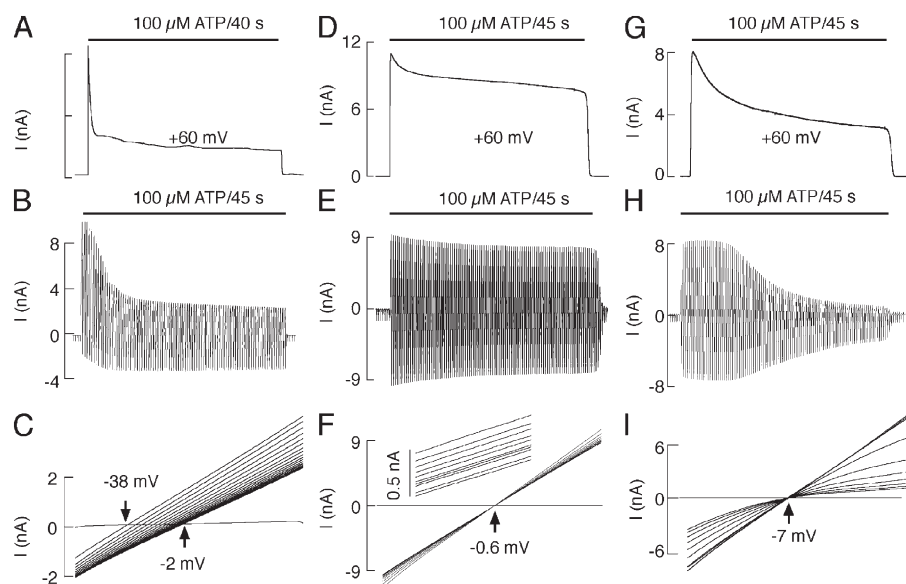 A
100 µM ATP/40 s
I (nA)
+60 mV
D
100 µM ATP/45 s
I (nA)
12
8
6
0
+60 mV
G
100 µM ATP/45 s
I (nA)
8
4
0
+60 mV
B
100 µM ATP/45 s
I (nA)
8
4
0
-4
E
100 µM ATP/45 s
I (nA)
9
0
-9
H
100 µM ATP/45 s
I (nA)
8
0
-8
C
I (nA)
2
0
-2
-38 mV
-2 mV
F
I (nA)
9
0
-9
0.5 nA
-0.6 mV
I
I (nA)
6
0
-6
-7 mV